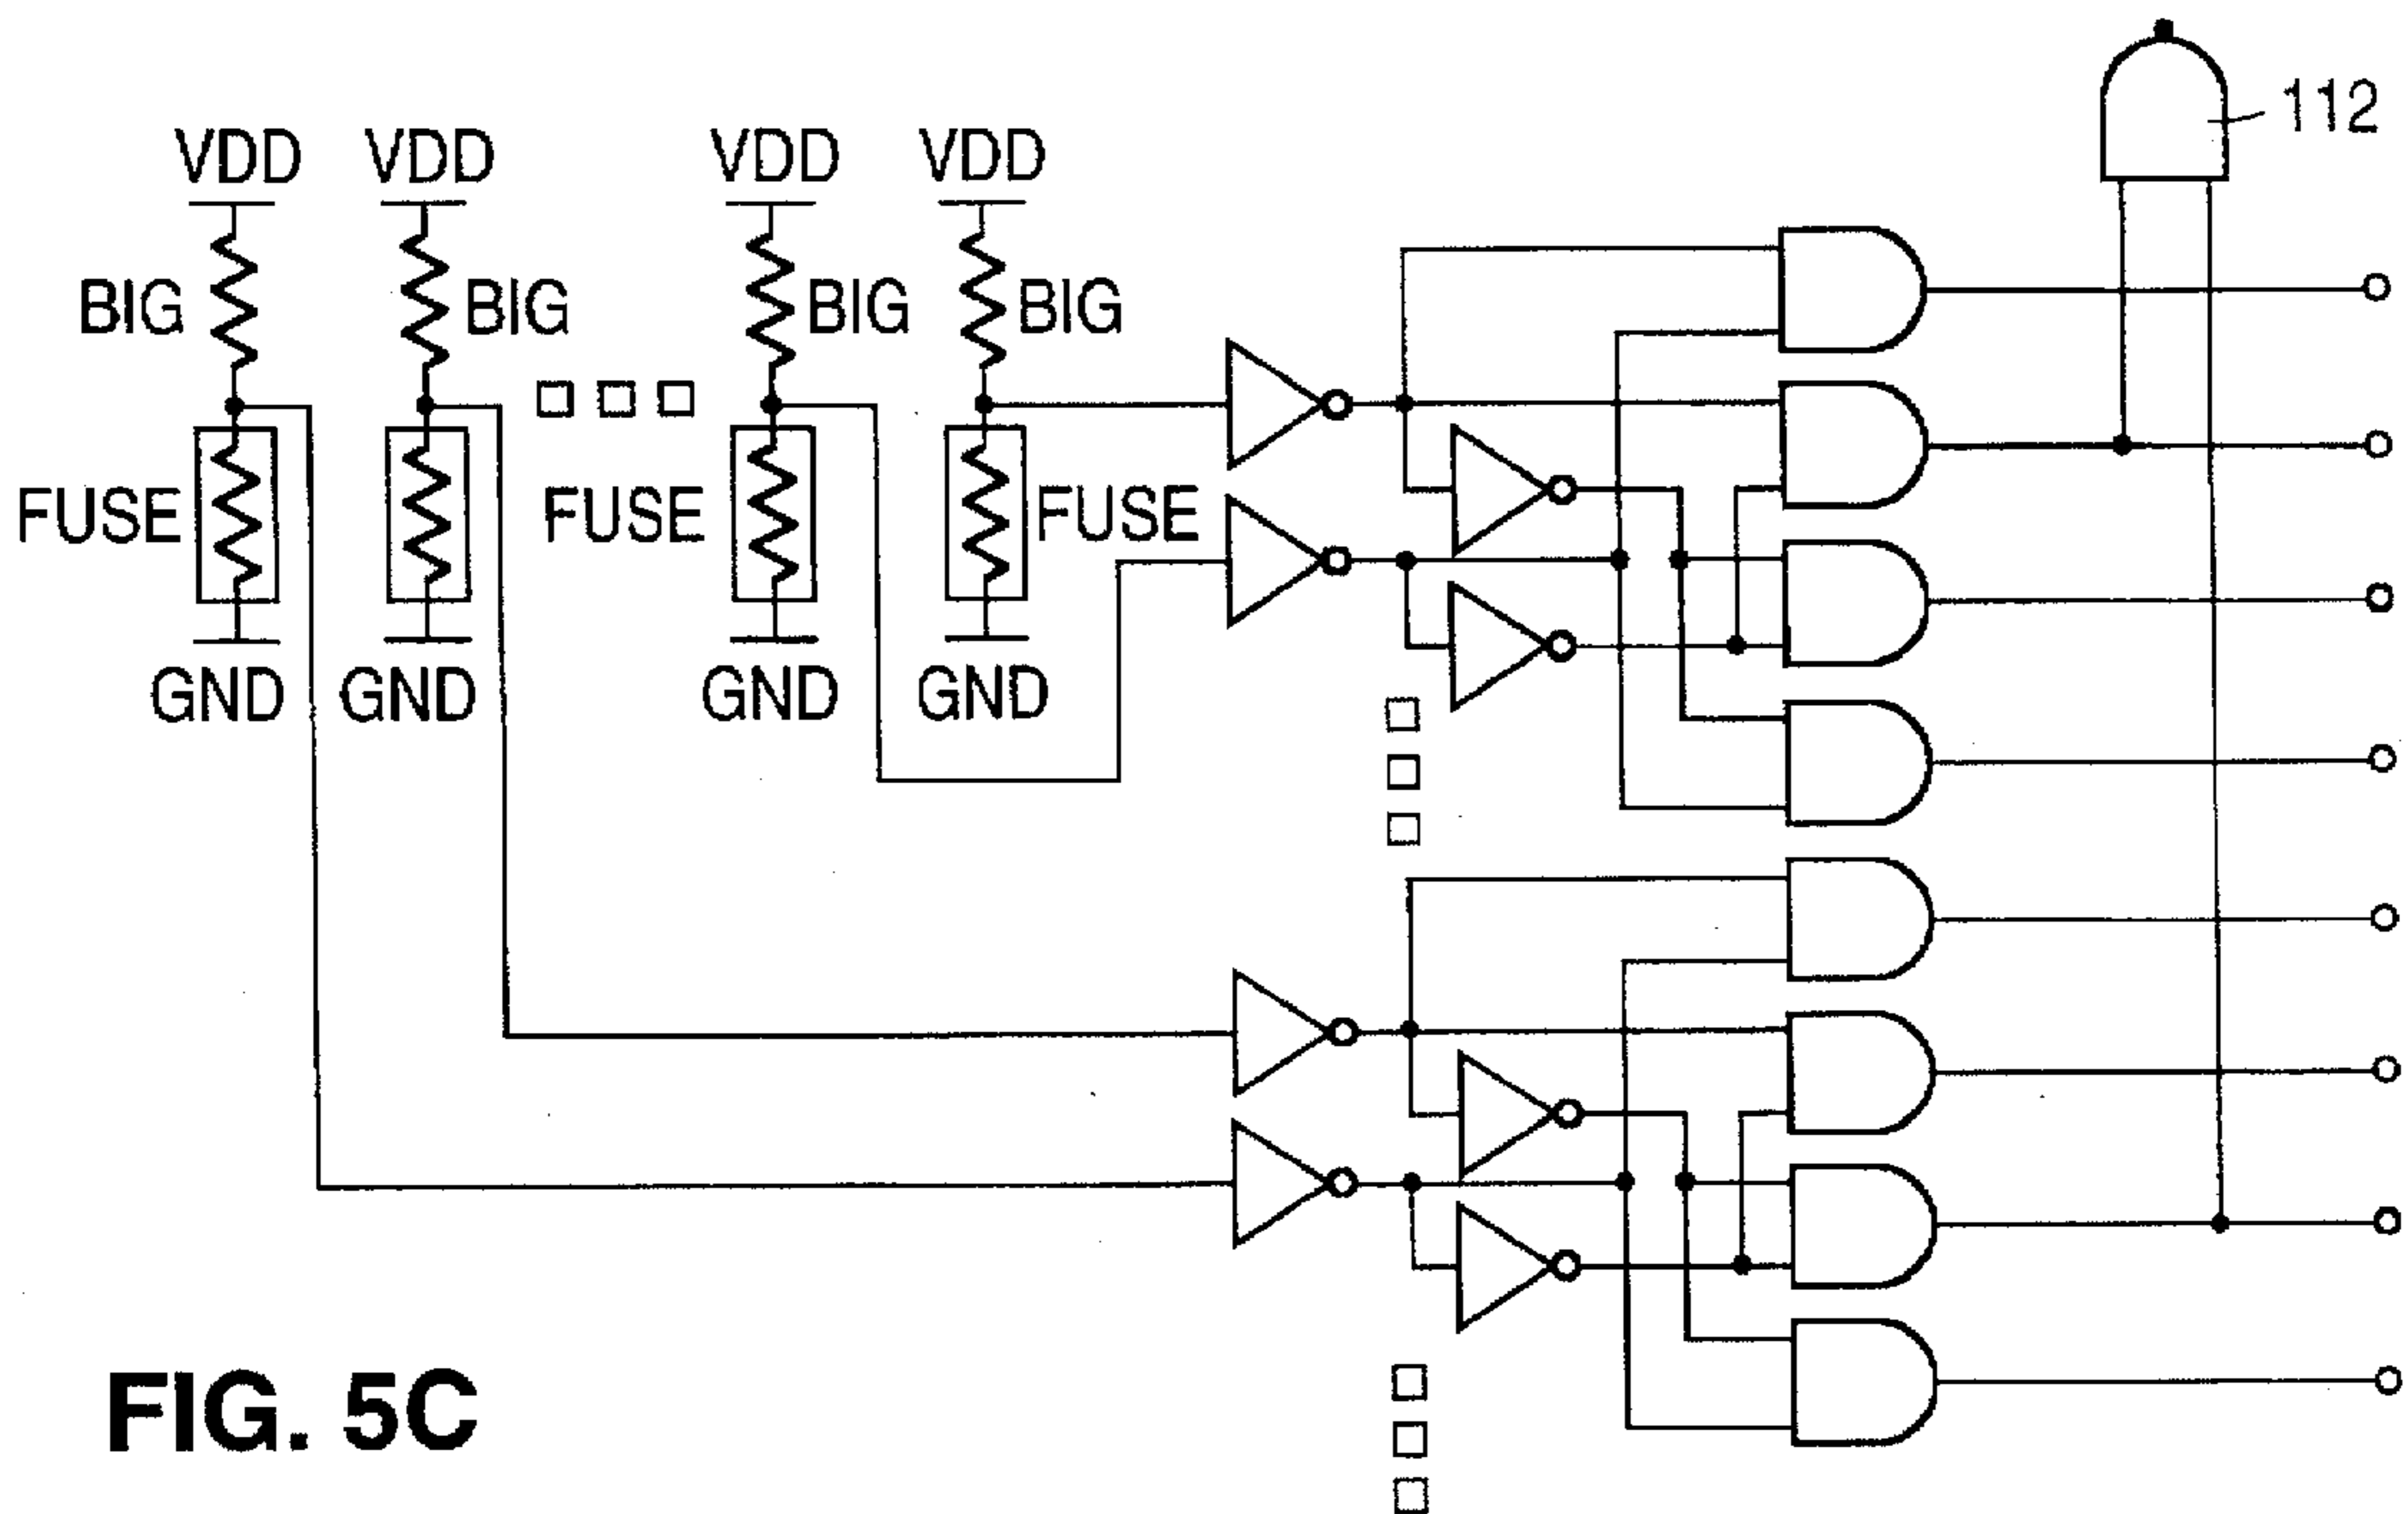 112
VDD VDD VDD VDD
BIG BIG BIG BIG
FUSE FUSE FUSE
GND GND GND GND
FIG. 5C